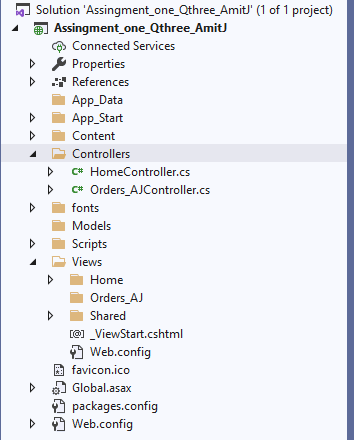 Solution 'Assingment_one_Qthree_AmitJ' (1 of 1 project)
Assingment_one_Qthree_AmitJ
Connected Services
Properties
References
App_Data
App_Start
Content
Controllers
C# HomeController.cs
C# Orders_AJController.cs
fonts
Models
Scripts
Views
Home
Orders_AJ
Shared
[@] _ViewStart.cshtml
Web.config
favicon.ico
Global.asax
packages.config
Web.config